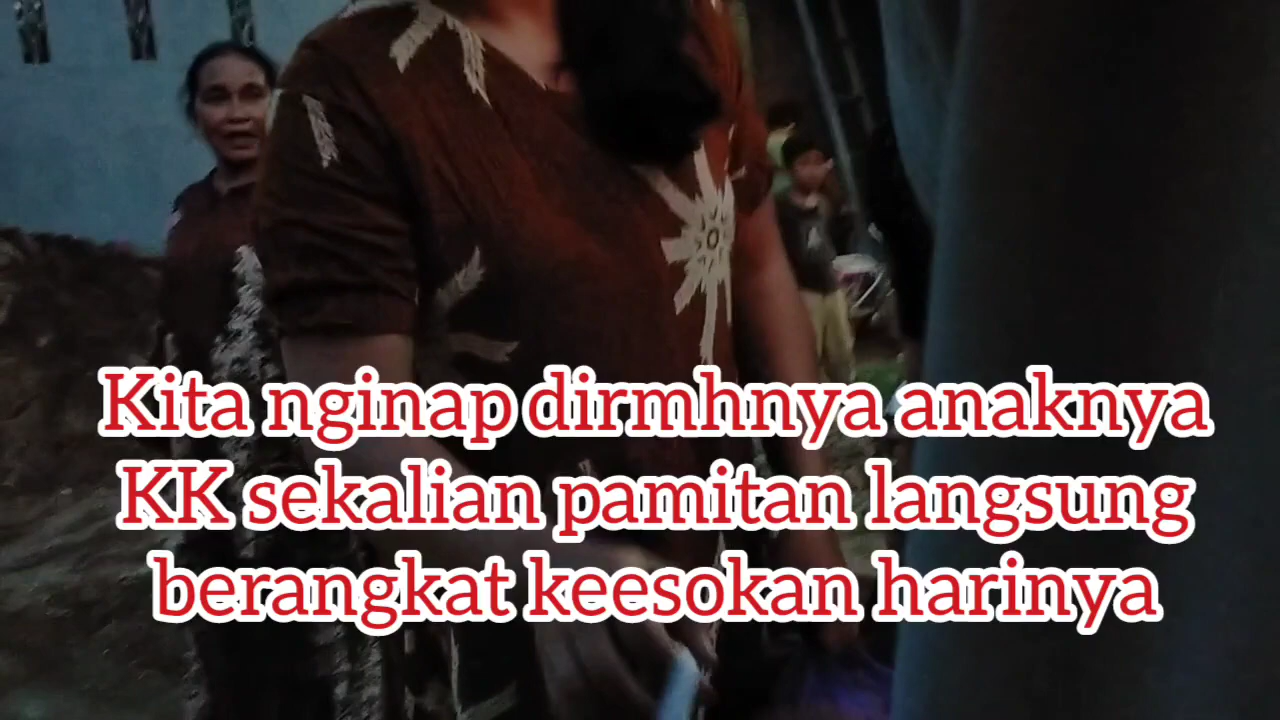 Kita nginap dirmhnya anaknya
KK sekalian pamitan langsung
berangkat keesokan harinya